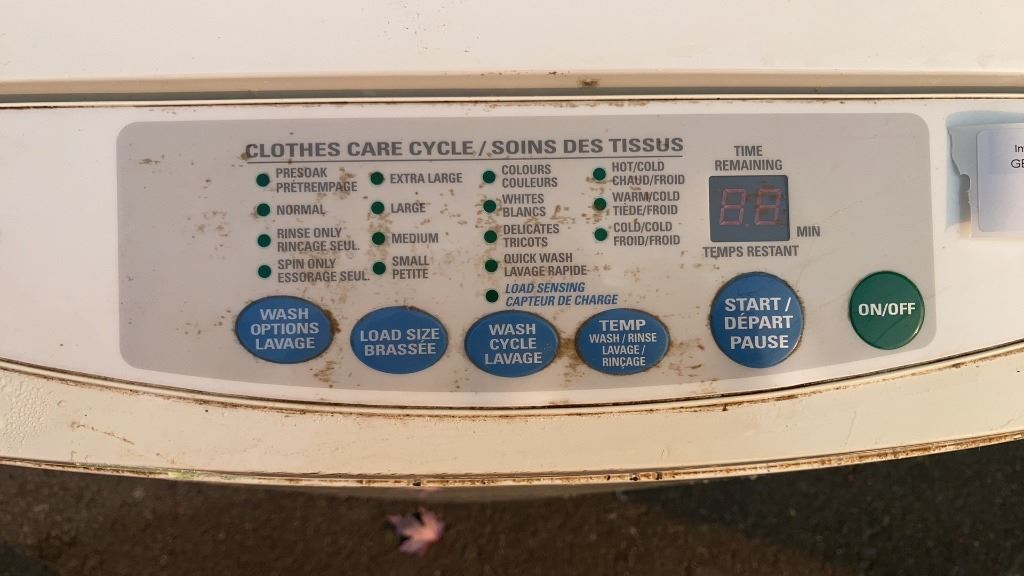 CLOTHES CARE CYCLE / SOINS DES TISSUS
PRESOAK
PRÉTREMPAGE
NORMAL
RINSE ONLY
RINCAGE SEUL.
SPIN ONLY
ESSORAGE SEUL.
EXTRA LARGE
LARGE
MEDIUM
SMALL
PETITE
COLOURS
COULEURS
WHITES
BLANCS
DELICATES
TRICOTS
QUICK WASH
LAVAGE RAPIDE
LOAD SENSING
CAPTEUR DE CHARGE
HOT/COLD
CHAUD/FROID
WARM/COLD
TIÈDE/FROID
COLD/COLD
FROID/FROID
TIME
REMAINING
88
MIN
TEMPS RESTANT
WASH
OPTIONS
LAVAGE
LOAD SIZE
BRASSÉE
WASH
CYCLE
LAVAGE
TEMP
WASH / RINSE
LAVAGE /
RINÇAGE
START /
DÉPART
PAUSE
ON/OFF